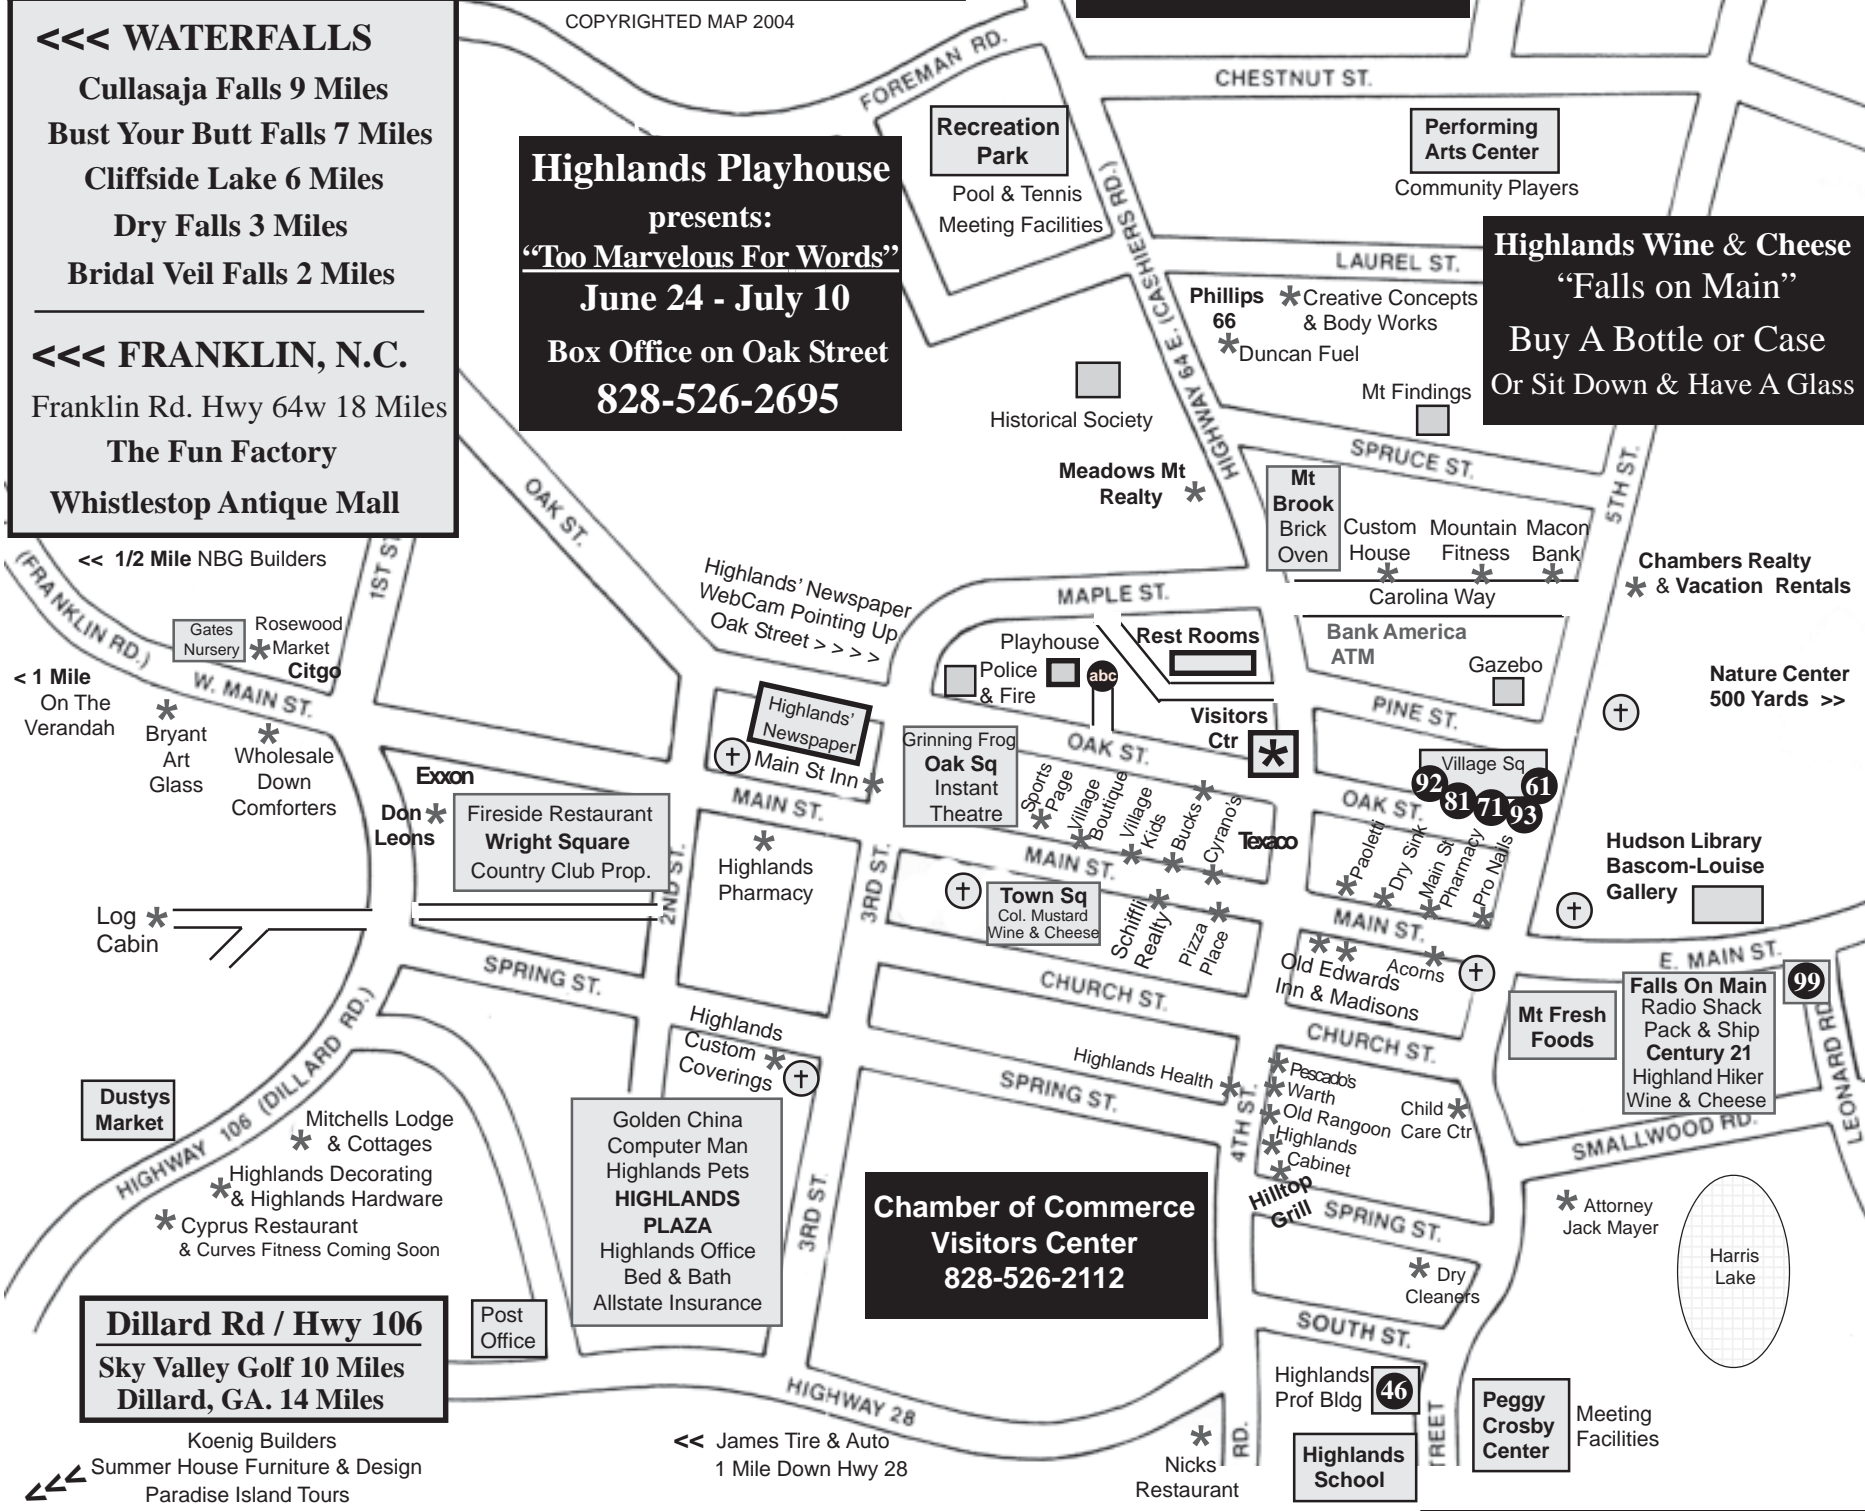 COPYRIGHTED MAP 2004
<<< WATERFALLS
Cullasaja Falls 9 Miles
Bust Your Butt Falls 7 Miles
Cliffside Lake 6 Miles
Dry Falls 3 Miles
Bridal Veil Falls 2 Miles
<<< FRANKLIN, N.C.
Franklin Rd. Hwy 64w 18 Miles
The Fun Factory
Whistlestop Antique Mall
Highlands Playhouse
presents:
“Too Marvelous For Words”
June 24 - July 10
Box Office on Oak Street
828-526-2695
FOREMAN RD.
CHESTNUT ST.
Recreation
Park
Pool & Tennis
Meeting Facilities
Performing
Arts Center
Community Players
HIGHWAY 64 E. (CASHIERS RD.)
LAUREL ST.
Highlands Wine & Cheese
“Falls on Main”
Buy A Bottle or Case
Or Sit Down & Have A Glass
Phillips
66
* Creative Concepts
& Body Works
* Duncan Fuel
Historical Society
Mt Findings
SPRUCE ST.
5TH ST.
Meadows Mt
Realty *
Mt
Brook
Brick
Oven
Custom
House
*
Mountain
Fitness
*
Macon
Bank
*
Carolina Way
Chambers Realty
* & Vacation Rentals
OAK ST.
1ST ST
<< 1/2 Mile NBG Builders
(FRANKLIN RD.)
Gates
Nursery
Rosewood
* Market
Citgo
< 1 Mile
On The
Verandah
W. MAIN ST.
*
Bryant
Art
Glass
*
Wholesale
Down
Comforters
Highlands’ Newspaper
WebCam Pointing Up
Oak Street > > > >
MAPLE ST.
Playhouse
Police
& Fire
abc
Rest Rooms
Bank America
ATM
Gazebo
Nature Center
500 Yards >>
Highlands’
Newspaper
Main St Inn *
Visitors
Ctr
*
PINE ST.
OAK ST.
Grinning Frog
Oak Sq
Instant
Theatre
Sports
Page
*
Village
Boutique
*
Village
Kids
*
Bucks
*
*
Cyrano's
*
Texaco
Village Sq
92
81
71
93
61
OAK ST.
Paoletti
*
Dry Sink
*
Main St
Pharmacy
*
Pro Nails
*
Exxon
Don *
Leons
Fireside Restaurant
Wright Square
Country Club Prop.
MAIN ST.
*
Highlands
Pharmacy
2ND ST.
3RD ST.
MAIN ST.
Town Sq
Col. Mustard
Wine & Cheese
Schiffli
Realty
*
Pizza
Place
*
MAIN ST.
* *
Old Edwards
Inn & Madisons
*
Acorns
Hudson Library
Bascom-Louise
Gallery
E. MAIN ST.
Log *
Cabin
SPRING ST.
CHURCH ST.
CHURCH ST.
Mt Fresh
Foods
Falls On Main
Radio Shack
Pack & Ship
Century 21
Highland Hiker
Wine & Cheese
99
LEONARD RD
SMALLWOOD RD.
HIGHWAY 106 (DILLARD RD.)
Dustys
Market
Mitchells Lodge
* & Cottages
Highlands Decorating
* & Highlands Hardware
* Cyprus Restaurant
& Curves Fitness Coming Soon
Highlands
Custom *
Coverings
Golden China
Computer Man
Highlands Pets
HIGHLANDS
PLAZA
Highlands Office
Bed & Bath
Allstate Insurance
3RD ST.
SPRING ST.
Highlands Health *
4TH ST.
* Pescado's
* Warth
* Old Rangoon
* Highlands
Cabinet
*
Hilltop
Grill
Child *
Care Ctr
Chamber of Commerce
Visitors Center
828-526-2112
SPRING ST.
* Dry
Cleaners
* Attorney
Jack Mayer
Harris
Lake
Dillard Rd / Hwy 106
Sky Valley Golf 10 Miles
Dillard, GA. 14 Miles
Post
Office
SOUTH ST.
HIGHWAY 28
Highlands
Prof Bldg
46
Koenig Builders
Summer House Furniture & Design
<<< Paradise Island Tours
<< James Tire & Auto
1 Mile Down Hwy 28
*
Nicks
Restaurant
RD.
Highlands
School
TREET
Peggy
Crosby
Center
Meeting
Facilities